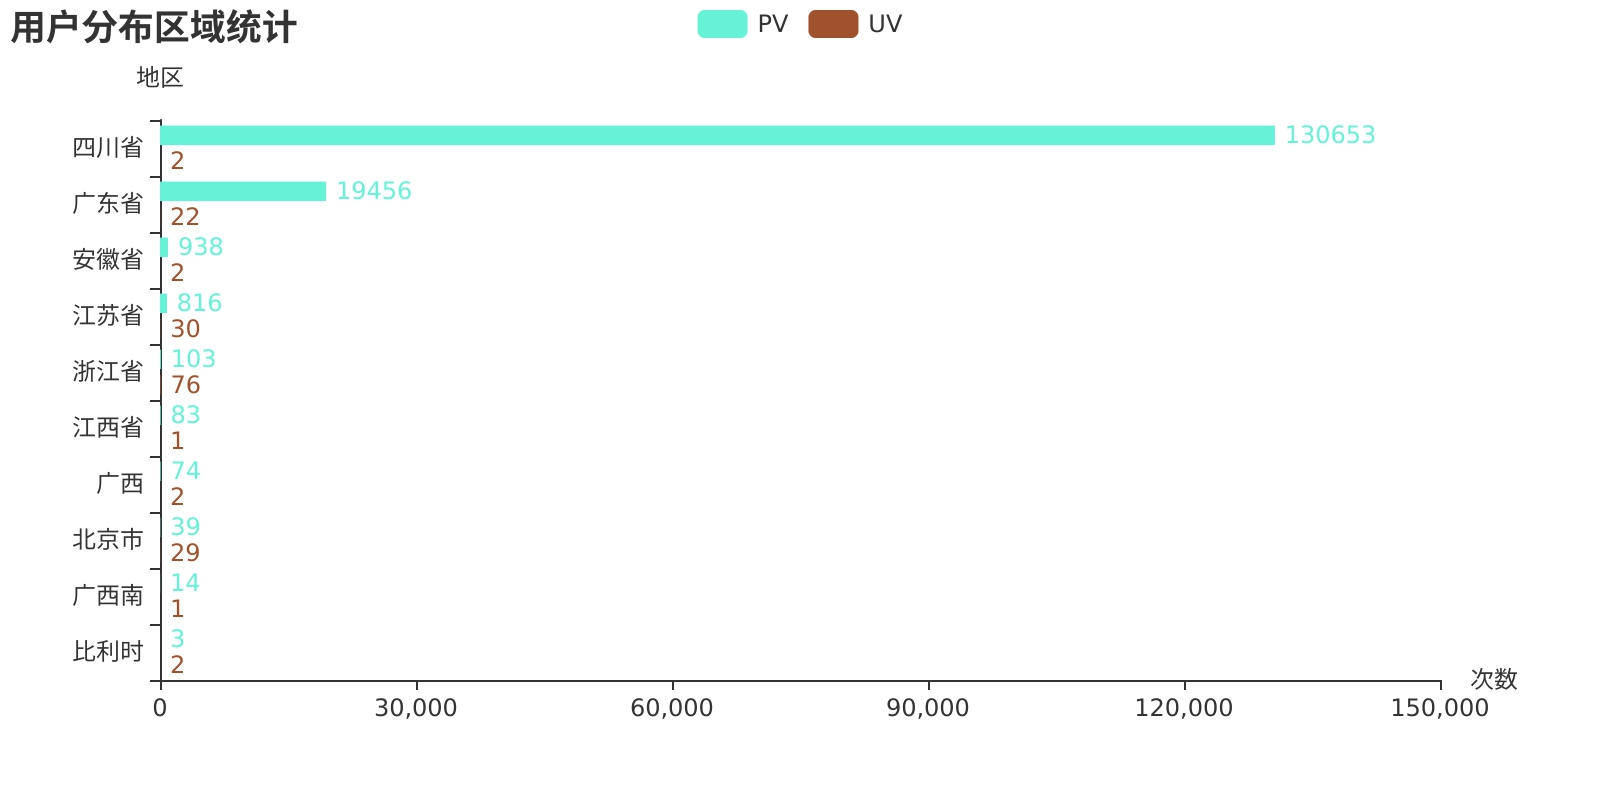 用户分布区域统计
PV UV
地区
四川省 130653
2
广东省 19456
22
安徽省 938
2
江苏省 816
30
浙江省 103
76
江西省 83
1
广西 74
2
北京市 39
29
广西南 14
1
比利时 3
2
次数
0 30,000 60,000 90,000 120,000 150,000